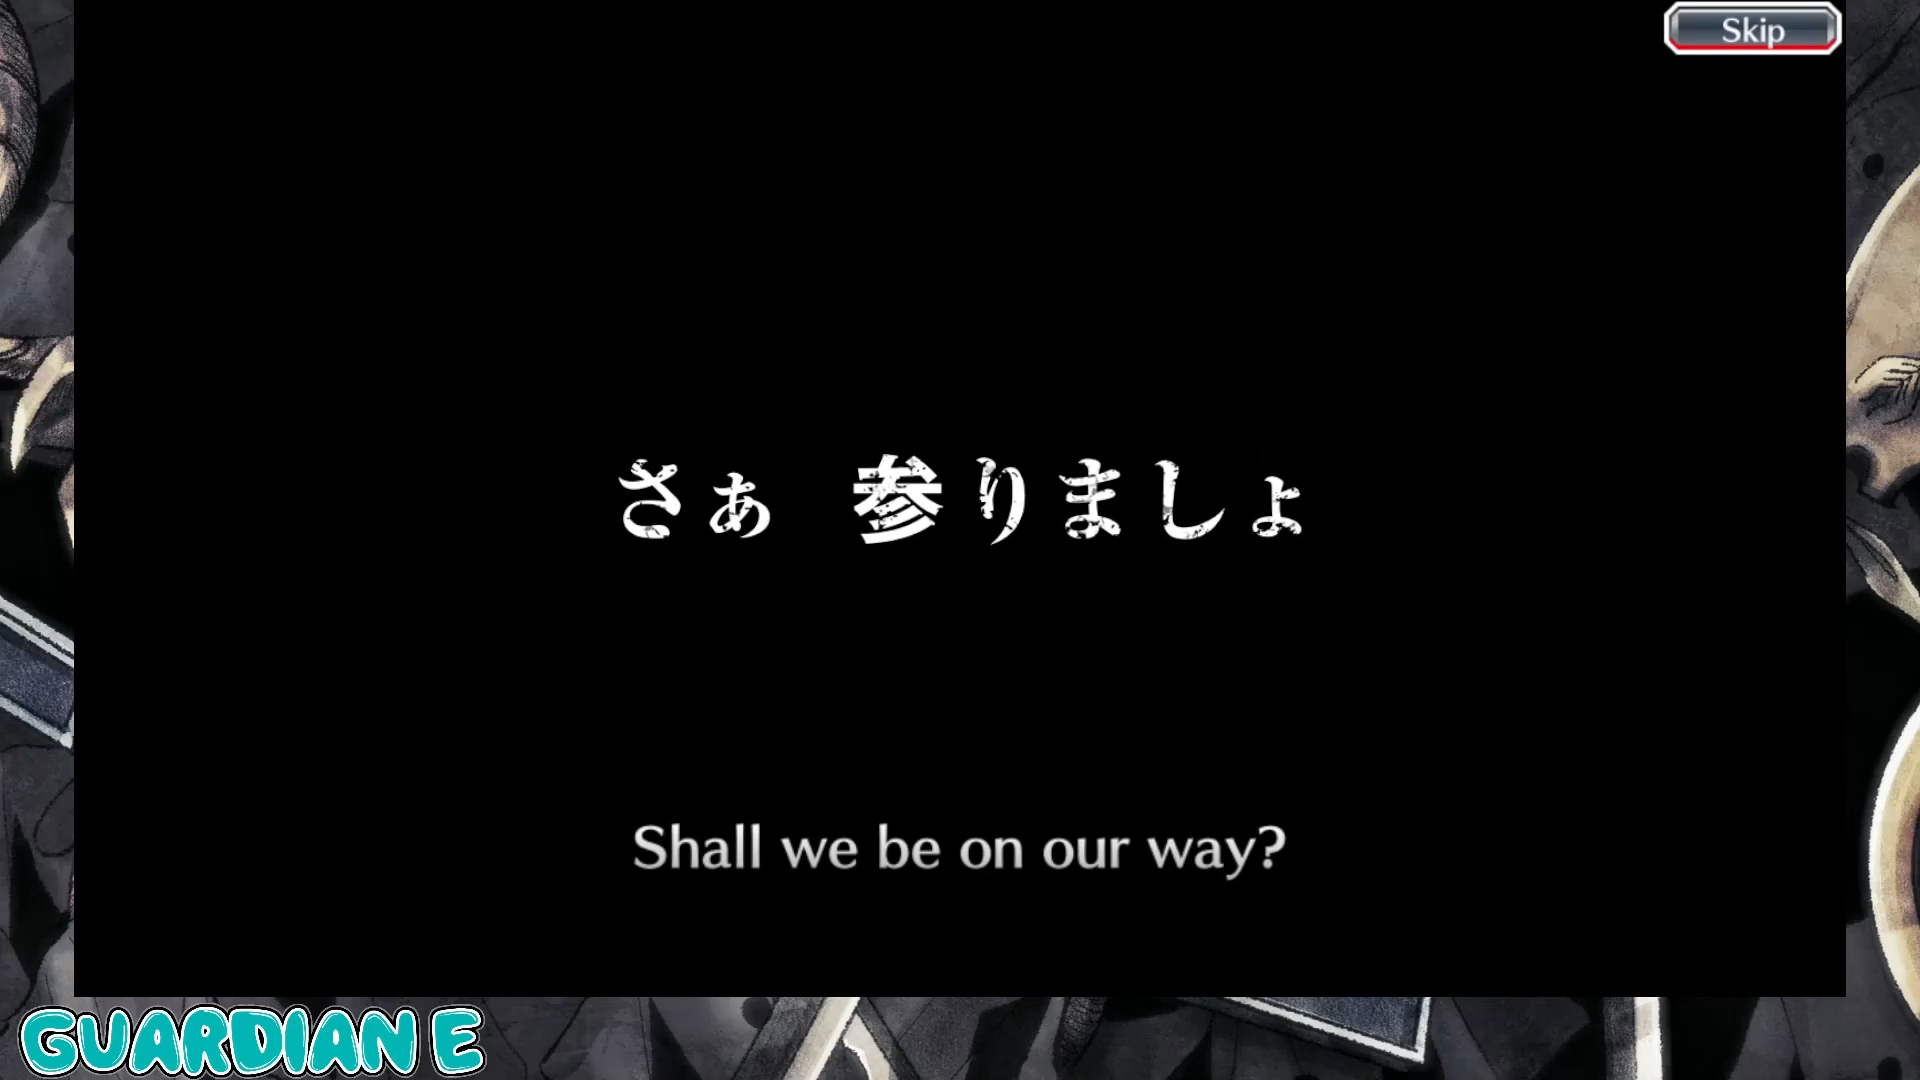 Skip
さぁ 参りましょ
Shall we be on our way?
GUARDIAN E